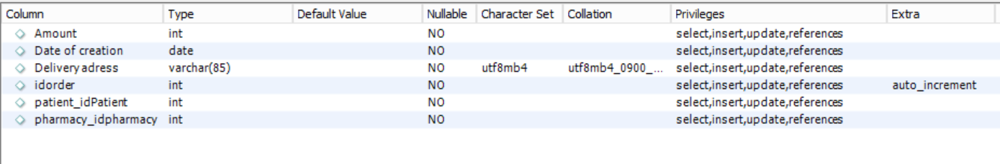 Column Type Default Value Nullable Character Set Collation Privileges Extra
Amount int NO select,insert,update,references
Date of creation date NO select,insert,update,references
Delivery adress varchar(85) NO utf8mb4 utf8mb4_0900_... select,insert,update,references
idorder int NO select,insert,update,references auto_increment
patient_idPatient int NO select,insert,update,references
pharmacy_idpharmacy int NO select,insert,update,references